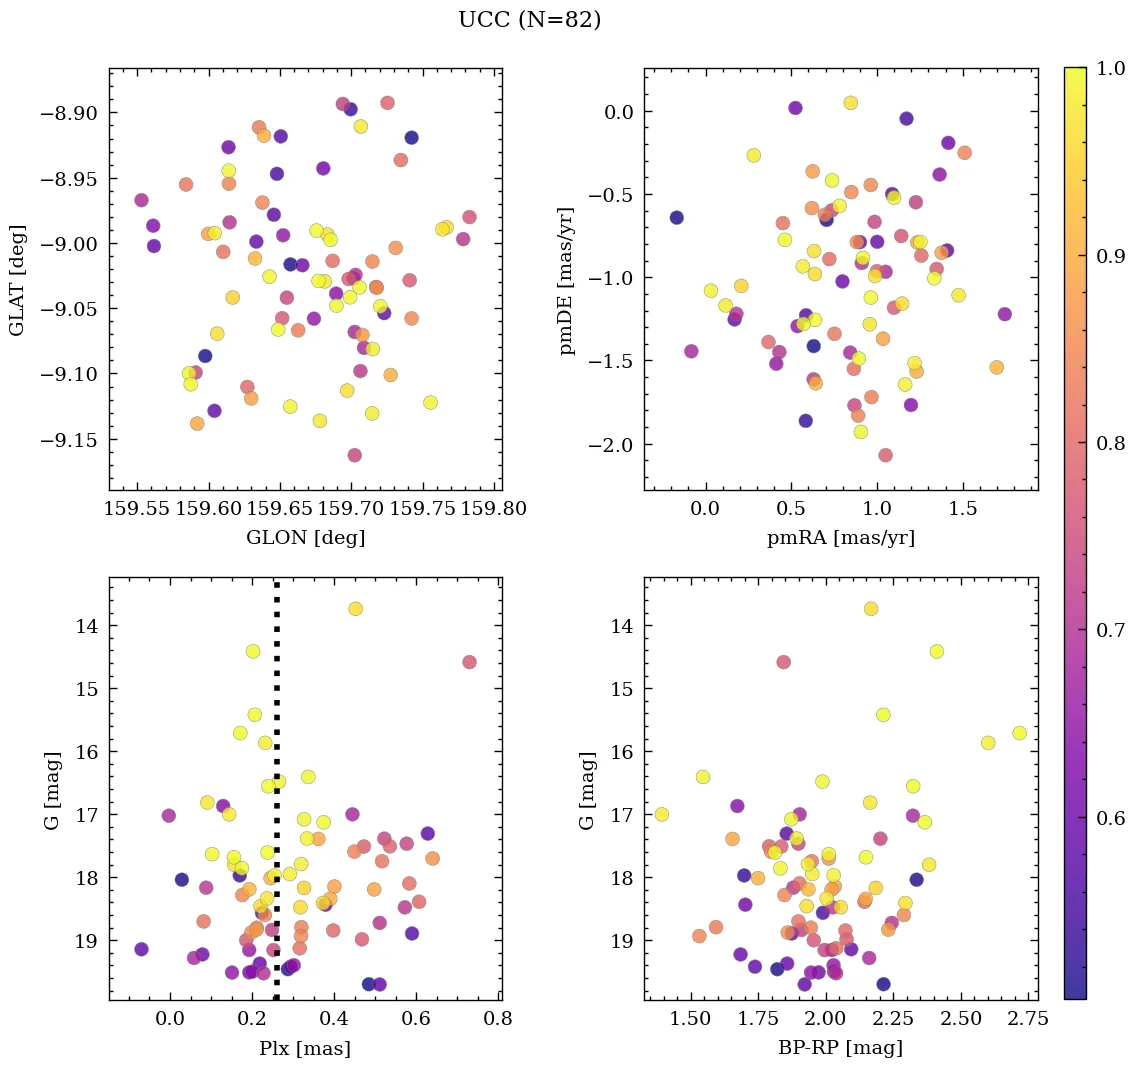 UCC (N=82)
−8.90
−8.95
−9.00
−9.05
−9.10
−9.15
GLAT [deg]
159.55 159.60 159.65 159.70 159.75 159.80
GLON [deg]
0.0
−0.5
−1.0
−1.5
−2.0
pmDE [mas/yr]
0.0 0.5 1.0 1.5
pmRA [mas/yr]
14
15
16
17
18
19
G [mag]
0.0 0.2 0.4 0.6 0.8
Plx [mas]
14
15
16
17
18
19
G [mag]
1.50 1.75 2.00 2.25 2.50 2.75
BP-RP [mag]
1.0
0.9
0.8
0.7
0.6